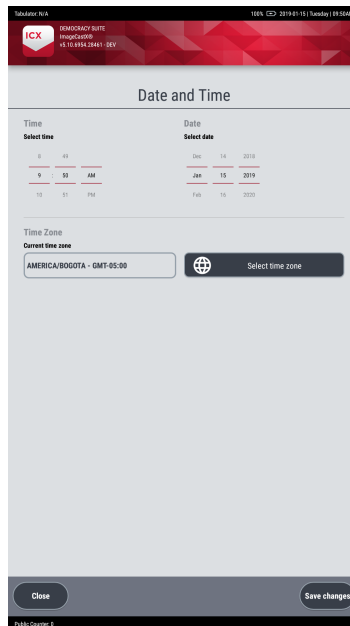 Tabulator: N/A 100% 2019-01-15 | Tuesday | 09:50AM
ICX
DEMOCRACY SUITE
ImageCastX®
v5.10.6954.28461 - DEV
Date and Time
Time Date
Select time Select date
8 49 Dec 14 2018
9 : 50 AM Jan 15 2019
10 51 PM Feb 16 2020
Time Zone
Current time zone
AMERICA/BOGOTA - GMT-05:00 Select time zone
Close Save changes
Public Counter: 0